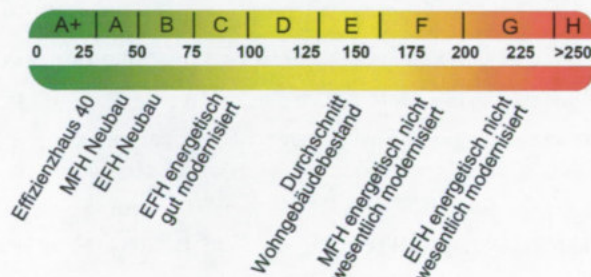 A+ A B C D E F G H
0 25 50 75 100 125 150 175 200 225 >250
Effizienzhaus 40
MFH Neubau
EFH Neubau
EFH energetisch
gut modernisiert
Durchschnitt
Wohngebäudebestand
MFH energetisch nicht
wesentlich modernisiert
EFH energetisch nicht
wesentlich modernisiert